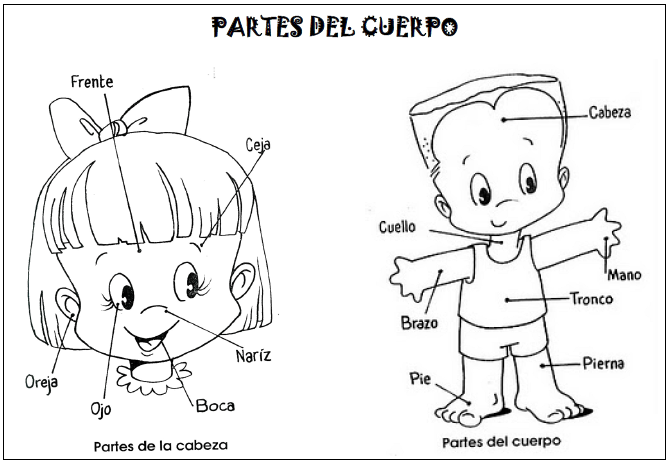 PARTES DEL CUERPO
Frente
Ceja
Naríz
Boca
Ojo
Oreja
Partes de la cabeza
Cabeza
Cuello
Mano
Tronco
Brazo
Pierna
Pie
Partes del cuerpo